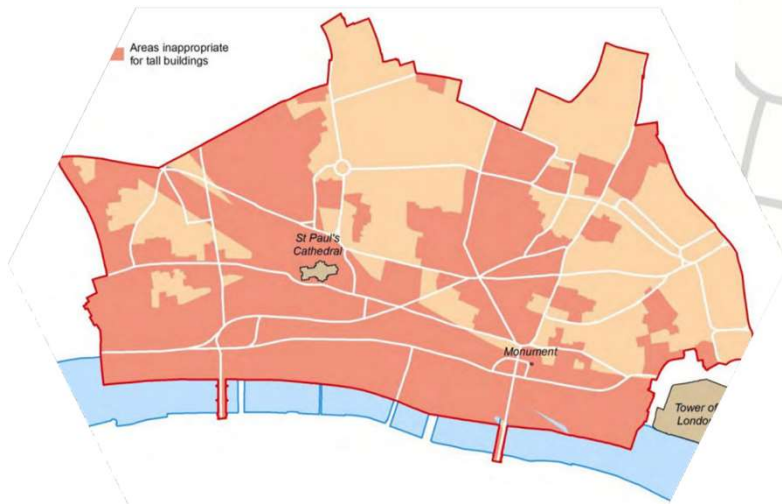 Areas inappropriate
for tall buildings
St Paul's
Cathedral
Monument
Tower of
London